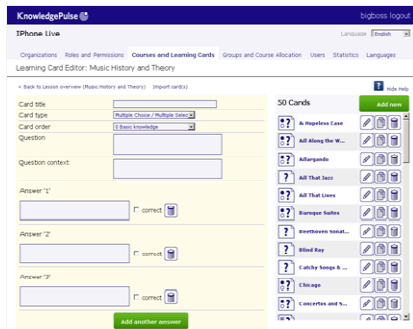 KnowledgePulse
bigboss logout
IPhone Live
Language English
Organizations Roles and Permissions Courses and Learning Cards Groups and Course Allocation Users Statistics Languages
Learning Card Editor: Music History and Theory
« Back to Lesson overview (Music History and Theory) Import card(s)
? Hide Help
Card title
Card type Multiple Choice / Multiple Selec
Card order 0 Basic knowledge
Question
Question context
Answer "1"
correct
Answer "2"
correct
Answer "3"
correct
Add another answer
50 Cards Add new
A Hopeless Case
All Along the W...
Allargando
All That Jazz
All That Lives
Baroque Suites
Beethoven Sonat...
Blind Ray
Catchy Songs & ...
Chicago
Concertos and S...